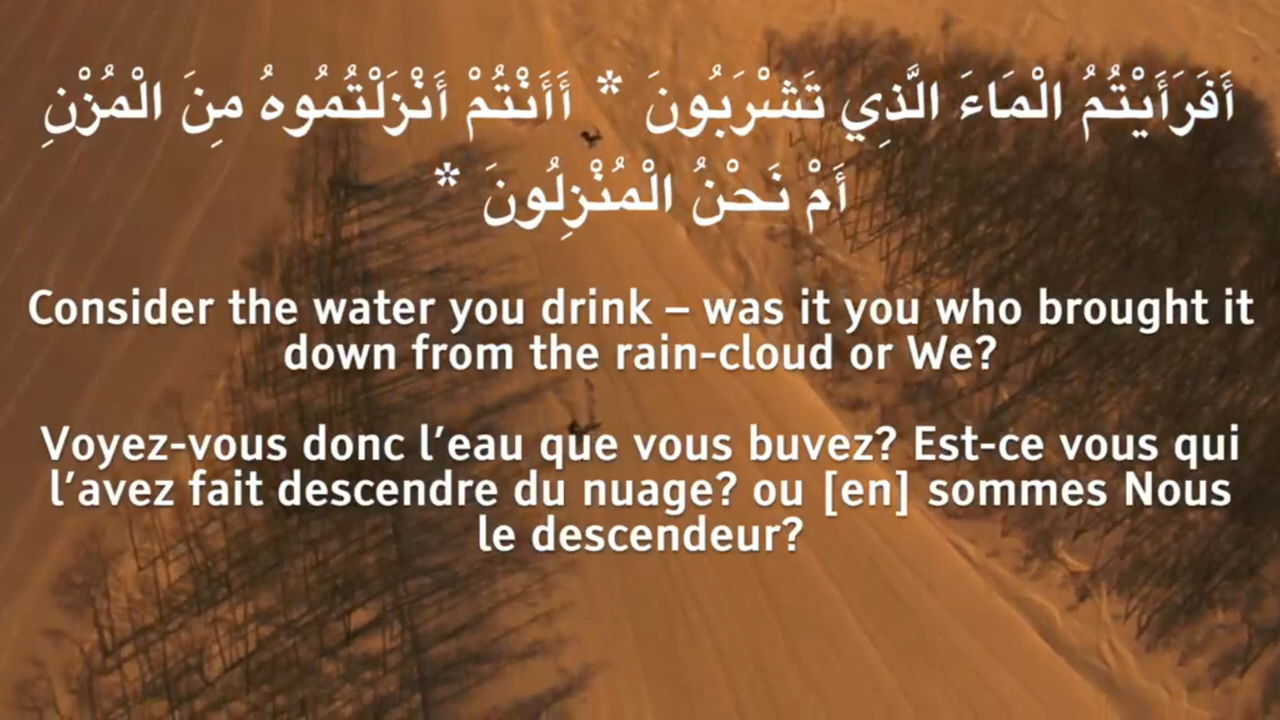 أَفَرَأَيْتُمُ الْمَاءَ الَّذِي تَشْرَبُونَ * أَأَنْتُمْ أَنْزَلْتُمُوهُ مِنَ الْمُزْنِ
أَمْ نَحْنُ الْمُنْزِلُونَ *
Consider the water you drink – was it you who brought it
down from the rain-cloud or We?
Voyez-vous donc l’eau que vous buvez? Est-ce vous qui
l’avez fait descendre du nuage? ou [en] sommes Nous
le descendeur?